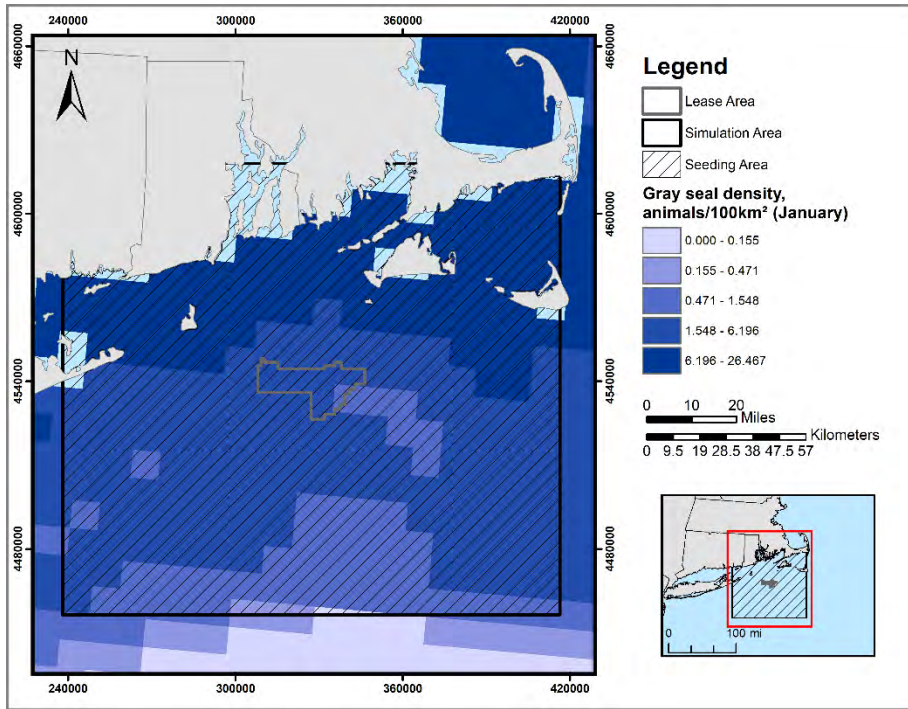 240000 300000 360000 420000
4660000 4660000
N
4600000 4600000
4540000 4540000
4480000 4480000
240000 300000 360000 420000
Legend
Lease Area
Simulation Area
Seeding Area
Gray seal density,
animals/100km² (January)
0.000 - 0.155
0.155 - 0.471
0.471 - 1.548
1.548 - 6.196
6.196 - 26.467
0 10 20
Miles
Kilometers
0 9.5 19 28.5 38 47.5 57
0 100 mi